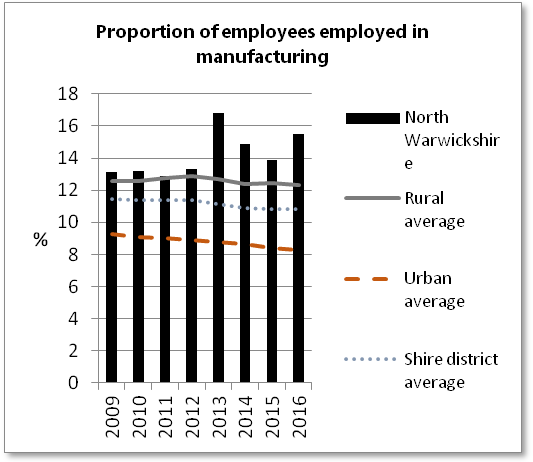 Proportion of employees employed in
manufacturing
18
16
14
12
10
8
6
4
2
0
%
2009
2010
2011
2012
2013
2014
2015
2016
North
Warwickshir
e
Rural
average
Urban
average
Shire district
average